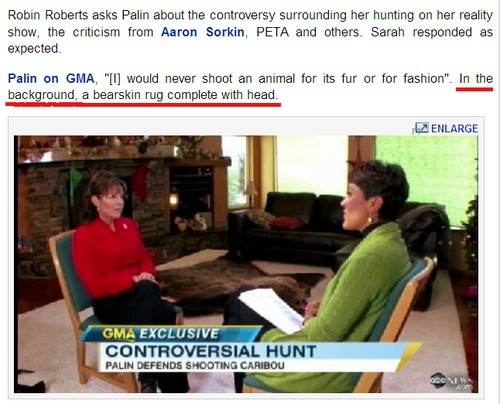 Robin Roberts asks Palin about the controversy surrounding her hunting on her reality
show, the criticism from Aaron Sorkin, PETA and others. Sarah responded as
expected.
Palin on GMA, "[I] would never shoot an animal for its fur or for fashion". In the
background, a bearskin rug complete with head.
ENLARGE
GMA EXCLUSIVE
CONTROVERSIAL HUNT
PALIN DEFENDS SHOOTING CARIBOU
abc NEWS
.com